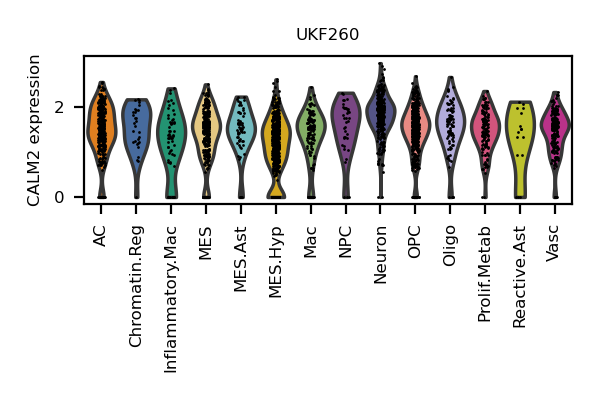 UKF260
CALM2 expression
2
0
AC
Chromatin.Reg
Inflammatory.Mac
MES
MES.Ast
MES.Hyp
Mac
NPC
Neuron
OPC
Oligo
Prolif.Metab
Reactive.Ast
Vasc